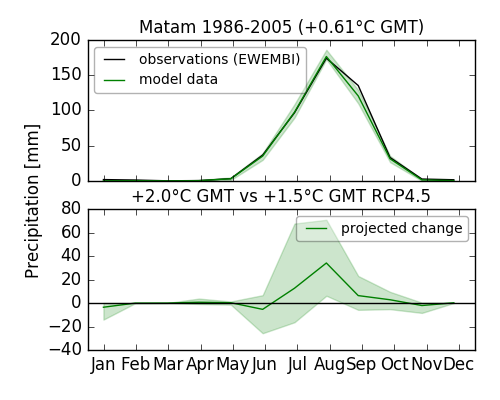 Matam 1986-2005 (+0.61°C GMT)
200
150
100
50
0
observations (EWEMBI)
model data
Precipitation [mm]
+2.0°C GMT vs +1.5°C GMT RCP4.5
80
60
40
20
0
−20
−40
projected change
Jan Feb Mar Apr May Jun Jul Aug Sep Oct Nov Dec